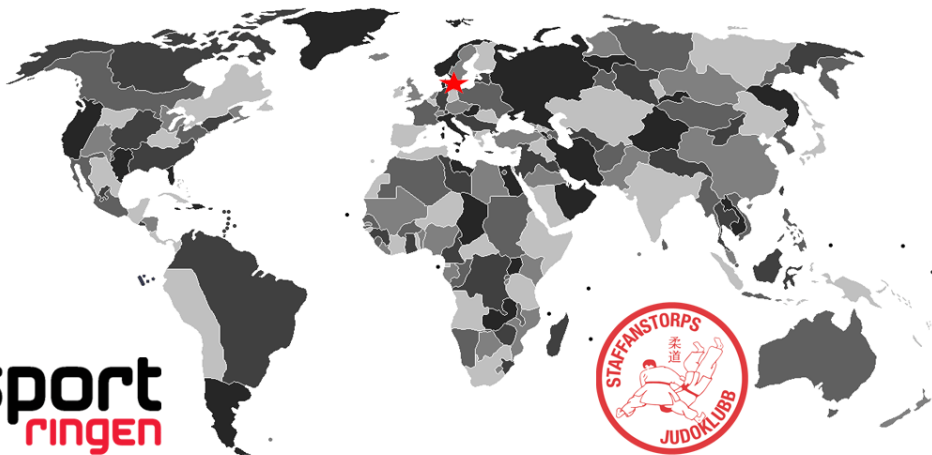 sport
ringen
STAFFANSTORPS
柔道
JUDOKLUBB